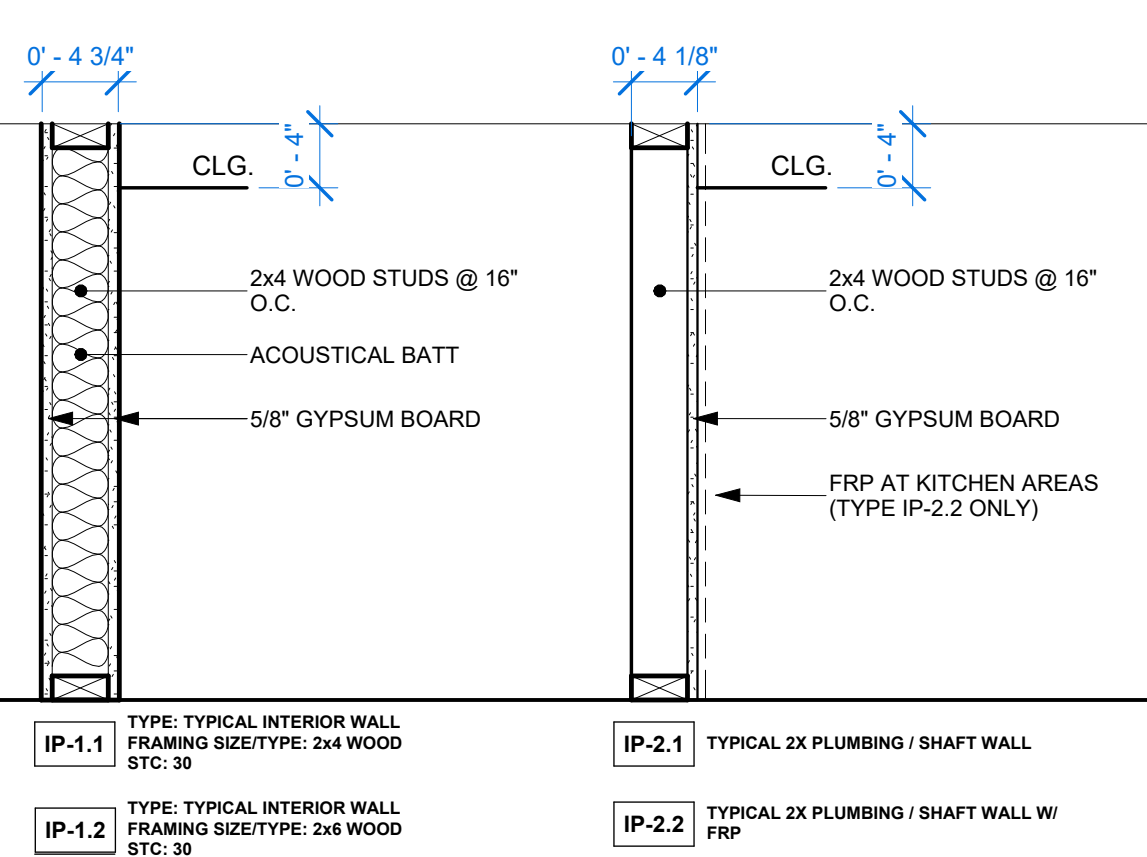 0' - 4 3/4"
0' - 4"
CLG.
2x4 WOOD STUDS @ 16"
O.C.
ACOUSTICAL BATT
5/8" GYPSUM BOARD
IP-1.1
TYPE: TYPICAL INTERIOR WALL
FRAMING SIZE/TYPE: 2x4 WOOD
STC: 30
IP-1.2
TYPE: TYPICAL INTERIOR WALL
FRAMING SIZE/TYPE: 2x6 WOOD
STC: 30
0' - 4 1/8"
0' - 4"
CLG.
2x4 WOOD STUDS @ 16"
O.C.
5/8" GYPSUM BOARD
FRP AT KITCHEN AREAS
(TYPE IP-2.2 ONLY)
IP-2.1
TYPICAL 2X PLUMBING / SHAFT WALL
IP-2.2
TYPICAL 2X PLUMBING / SHAFT WALL W/
FRP